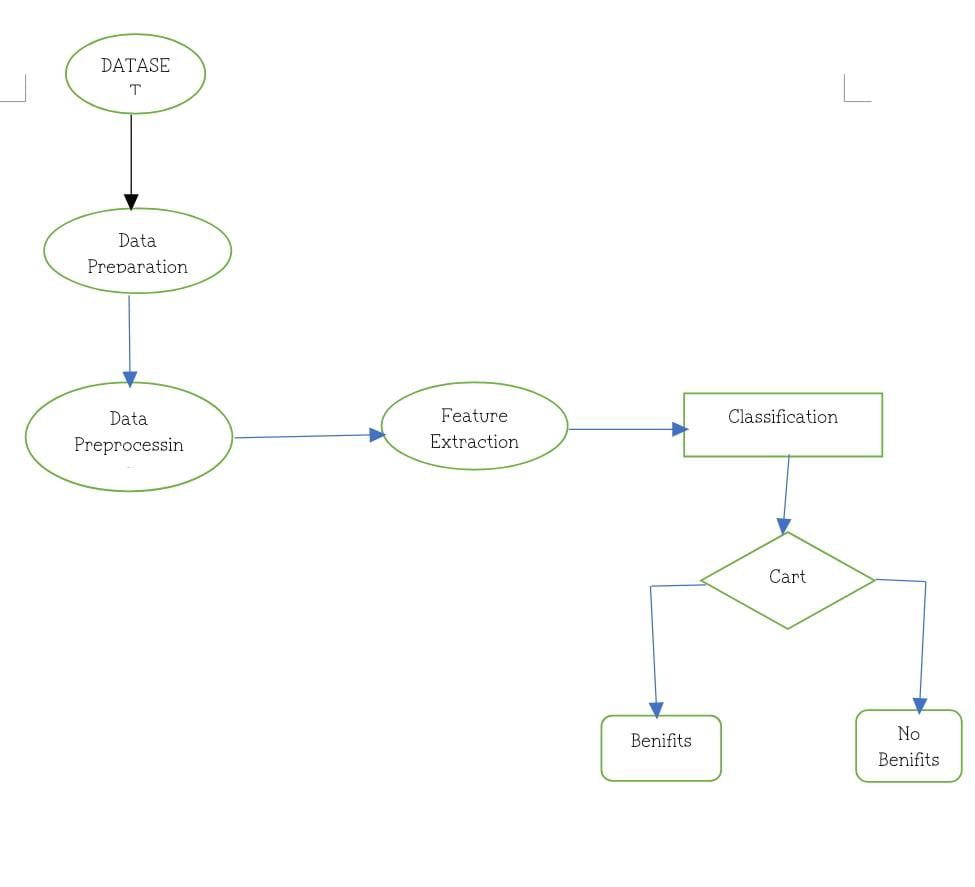 DATASE
T
Data
Preparation
Data
Preprocessin
Feature
Extraction
Classification
Cart
Benifits
No
Benifits